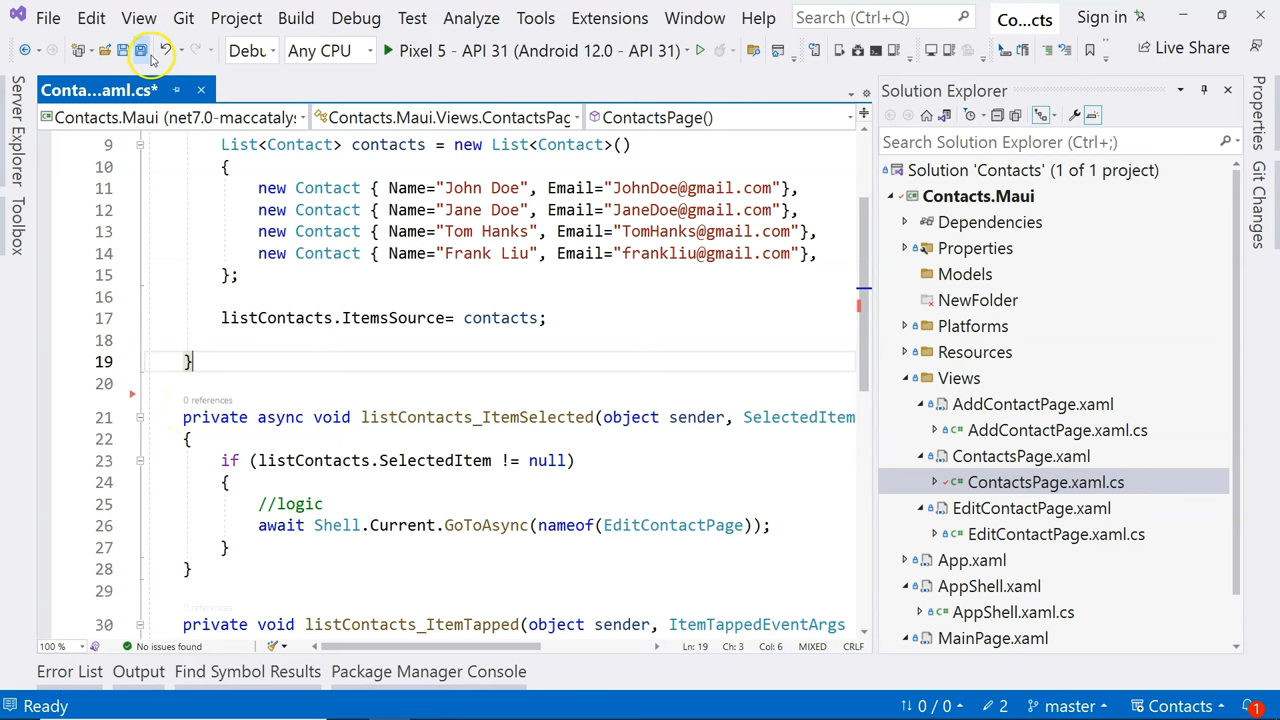 File Edit View Git Project Build Debug Test Analyze Tools Extensions Window Help Search (Ctrl+Q) Co...cts Sign in
Debu Any CPU Pixel 5 - API 31 (Android 12.0 - API 31) Live Share
Conta...aml.cs*
Contacts.Maui (net7.0-maccatalys Contacts.Maui.Views.ContactsPag ContactsPage()
9 List<Contact> contacts = new List<Contact>()
10 {
11 new Contact { Name="John Doe", Email="JohnDoe@gmail.com"},
12 new Contact { Name="Jane Doe", Email="JaneDoe@gmail.com"},
13 new Contact { Name="Tom Hanks", Email="TomHanks@gmail.com"},
14 new Contact { Name="Frank Liu", Email="frankliu@gmail.com"},
15 };
16
17 listContacts.ItemsSource= contacts;
18
19 }
20
0 references
21 private async void listContacts_ItemSelected(object sender, SelectedItem
22 {
23 if (listContacts.SelectedItem != null)
24 {
25 //logic
26 await Shell.Current.GoToAsync(nameof(EditContactPage));
27 }
28 }
29
0 references
30 private void listContacts_ItemTapped(object sender, ItemTappedEventArgs
100 % No issues found Ln: 19 Ch: 3 Col: 6 MIXED CRLF
Error List Output Find Symbol Results Package Manager Console
Ready 0 / 0 2 master Contacts 1
Server Explorer
Toolbox
Solution Explorer
Search Solution Explorer (Ctrl+;)
Solution 'Contacts' (1 of 1 project)
Contacts.Maui
Dependencies
Properties
Models
NewFolder
Platforms
Resources
Views
AddContactPage.xaml
AddContactPage.xaml.cs
ContactsPage.xaml
ContactsPage.xaml.cs
EditContactPage.xaml
EditContactPage.xaml.cs
App.xaml
AppShell.xaml
AppShell.xaml.cs
MainPage.xaml
Properties
Git Changes